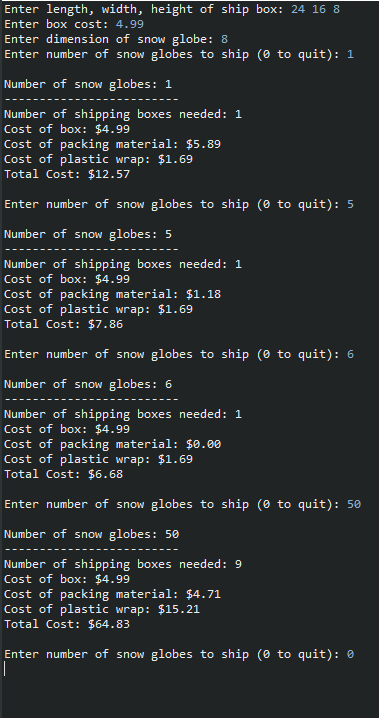 Enter length, width, height of ship box: 24 16 8
Enter box cost: 4.99
Enter dimension of snow globe: 8
Enter number of snow globes to ship (0 to quit): 1
Number of snow globes: 1
-------------------------
Number of shipping boxes needed: 1
Cost of box: $4.99
Cost of packing material: $5.89
Cost of plastic wrap: $1.69
Total Cost: $12.57
Enter number of snow globes to ship (0 to quit): 5
Number of snow globes: 5
-------------------------
Number of shipping boxes needed: 1
Cost of box: $4.99
Cost of packing material: $1.18
Cost of plastic wrap: $1.69
Total Cost: $7.86
Enter number of snow globes to ship (0 to quit): 6
Number of snow globes: 6
-------------------------
Number of shipping boxes needed: 1
Cost of box: $4.99
Cost of packing material: $0.00
Cost of plastic wrap: $1.69
Total Cost: $6.68
Enter number of snow globes to ship (0 to quit): 50
Number of snow globes: 50
-------------------------
Number of shipping boxes needed: 9
Cost of box: $4.99
Cost of packing material: $4.71
Cost of plastic wrap: $15.21
Total Cost: $64.83
Enter number of snow globes to ship (0 to quit): 0